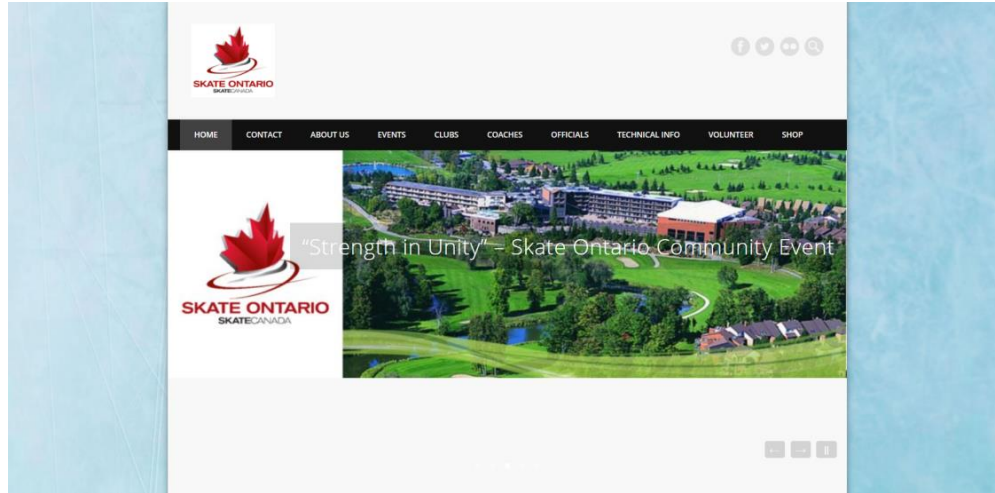 SKATE ONTARIO
SKATECANADA
HOME CONTACT ABOUT US EVENTS CLUBS COACHES OFFICIALS TECHNICAL INFO VOLUNTEER SHOP
“Strength in Unity” – Skate Ontario Community Event
SKATE ONTARIO
SKATECANADA